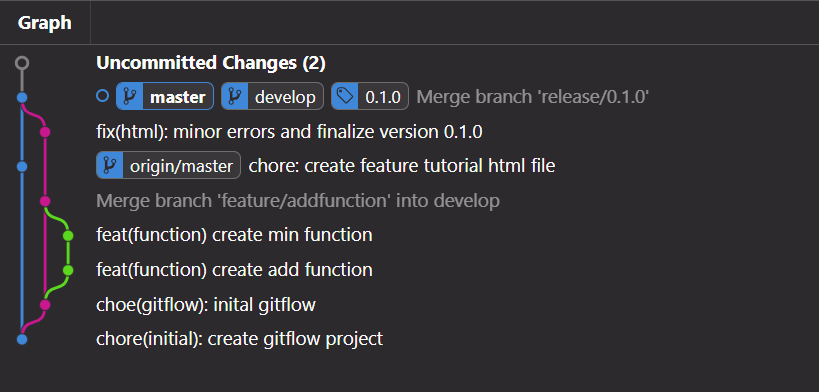 Graph
Uncommitted Changes (2)
master develop 0.1.0 Merge branch 'release/0.1.0'
fix(html): minor errors and finalize version 0.1.0
origin/master chore: create feature tutorial html file
Merge branch 'feature/addfunction' into develop
feat(function) create min function
feat(function) create add function
choe(gitflow): inital gitflow
chore(initial): create gitflow project